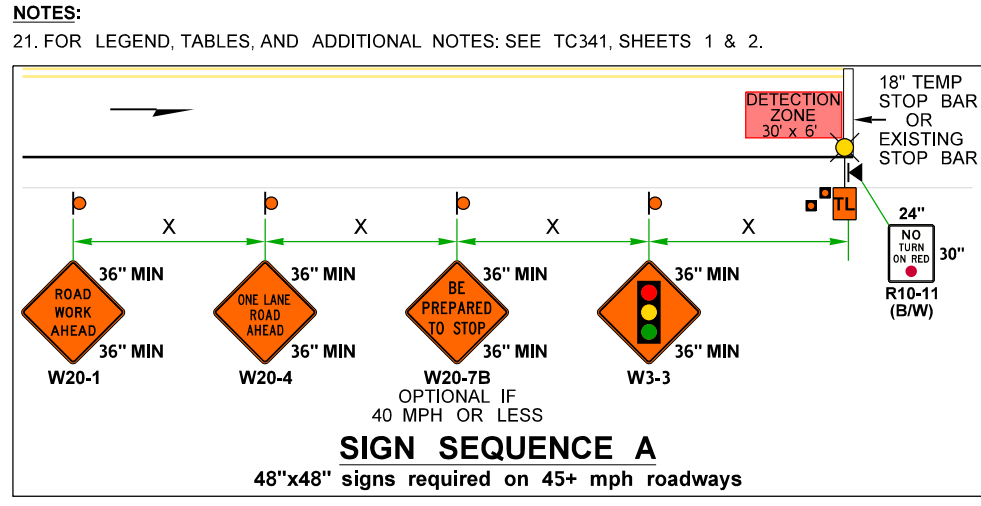 NOTES:
21. FOR LEGEND, TABLES, AND ADDITIONAL NOTES: SEE TC341, SHEETS 1 & 2.
DETECTION
ZONE
30' x 6'
18" TEMP
STOP BAR
OR
EXISTING
STOP BAR
TL
X
X
X
X
24"
30"
NO
TURN
ON RED
R10-11
(B/W)
ROAD
WORK
AHEAD
36" MIN
36" MIN
W20-1
ONE LANE
ROAD
AHEAD
36" MIN
36" MIN
W20-4
BE
PREPARED
TO STOP
36" MIN
36" MIN
W20-7B
OPTIONAL IF
40 MPH OR LESS
36" MIN
36" MIN
W3-3
SIGN SEQUENCE A
48"x48" signs required on 45+ mph roadways